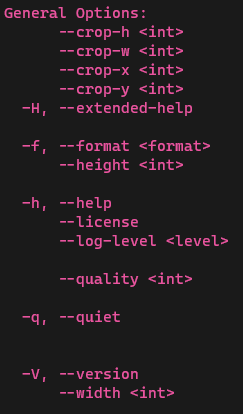 General Options:
--crop-h <int>
--crop-w <int>
--crop-x <int>
--crop-y <int>
-H, --extended-help
-f, --format <format>
--height <int>
-h, --help
--license
--log-level <level>
--quality <int>
-q, --quiet
-V, --version
--width <int>